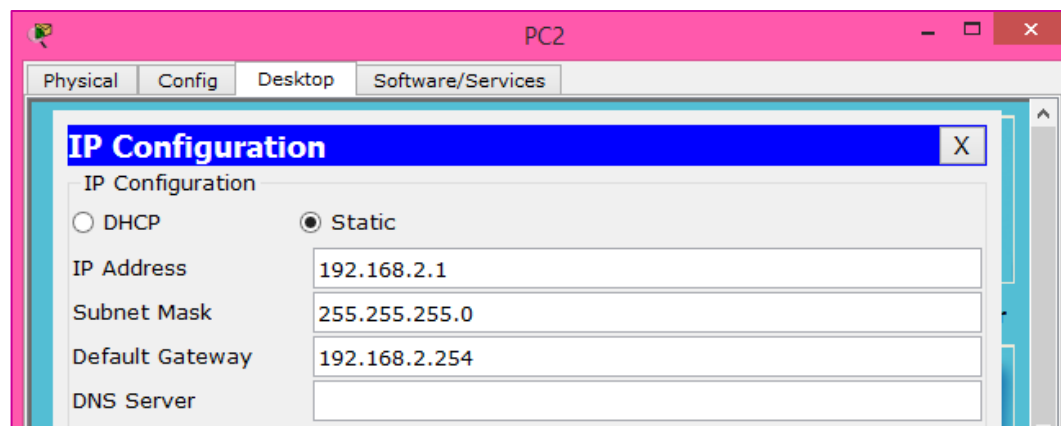 PC2
Physical Config Desktop Software/Services
IP Configuration X
IP Configuration
DHCP Static
IP Address 192.168.2.1
Subnet Mask 255.255.255.0
Default Gateway 192.168.2.254
DNS Server